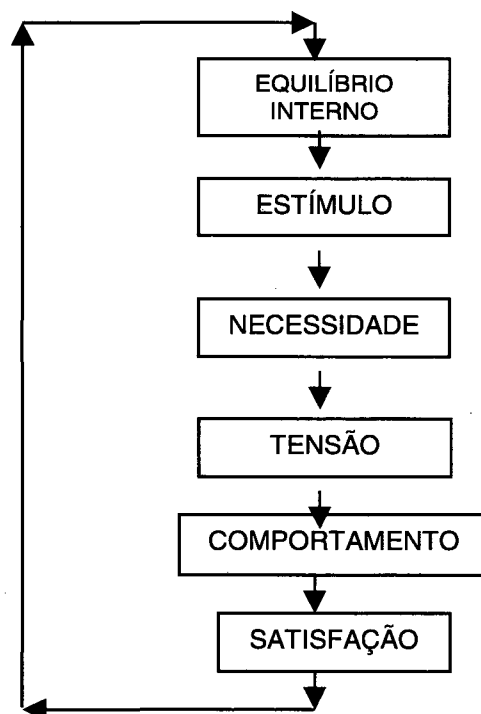 EQUILÍBRIO
INTERNO
ESTÍMULO
NECESSIDADE
TENSÃO
COMPORTAMENTO
SATISFAÇÃO